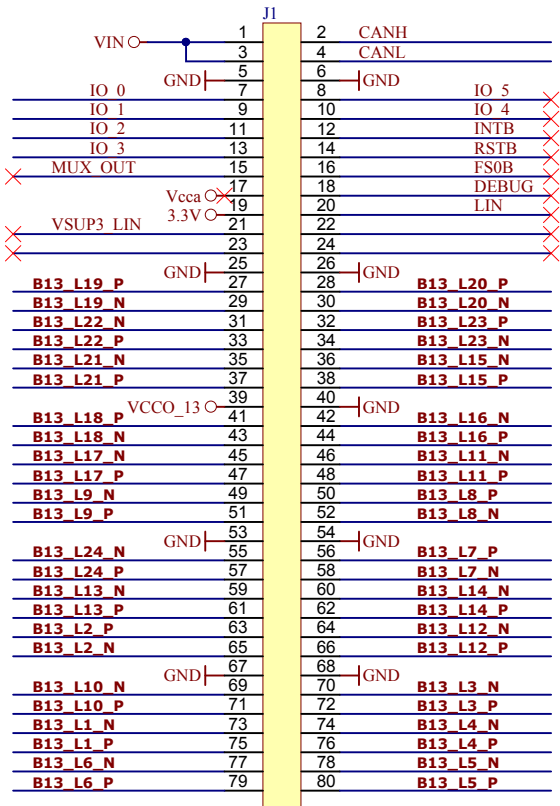 J1
VIN 1 2 CANH
3 4 CANL
GND 5 6 GND
IO_0 7 8 IO_5
IO_1 9 10 IO_4
IO_2 11 12 INTB
IO_3 13 14 RSTB
MUX_OUT 15 16 FS0B
Vcca 17 18 DEBUG
3.3V 19 20 LIN
VSUP3_LIN 21 22
23 24
GND 25 26 GND
B13_L19_P 27 28 B13_L20_P
B13_L19_N 29 30 B13_L20_N
B13_L22_N 31 32 B13_L23_P
B13_L22_P 33 34 B13_L23_N
B13_L21_N 35 36 B13_L15_N
B13_L21_P 37 38 B13_L15_P
VCCO_13 39 40 GND
B13_L18_P 41 42 B13_L16_N
B13_L18_N 43 44 B13_L16_P
B13_L17_N 45 46 B13_L11_N
B13_L17_P 47 48 B13_L11_P
B13_L9_N 49 50 B13_L8_P
B13_L9_P 51 52 B13_L8_N
GND 53 54 GND
B13_L24_N 55 56 B13_L7_P
B13_L24_P 57 58 B13_L7_N
B13_L13_N 59 60 B13_L14_N
B13_L13_P 61 62 B13_L14_P
B13_L2_P 63 64 B13_L12_N
B13_L2_N 65 66 B13_L12_P
GND 67 68 GND
B13_L10_N 69 70 B13_L3_N
B13_L10_P 71 72 B13_L3_P
B13_L1_N 73 74 B13_L4_N
B13_L1_P 75 76 B13_L4_P
B13_L6_N 77 78 B13_L5_N
B13_L6_P 79 80 B13_L5_P